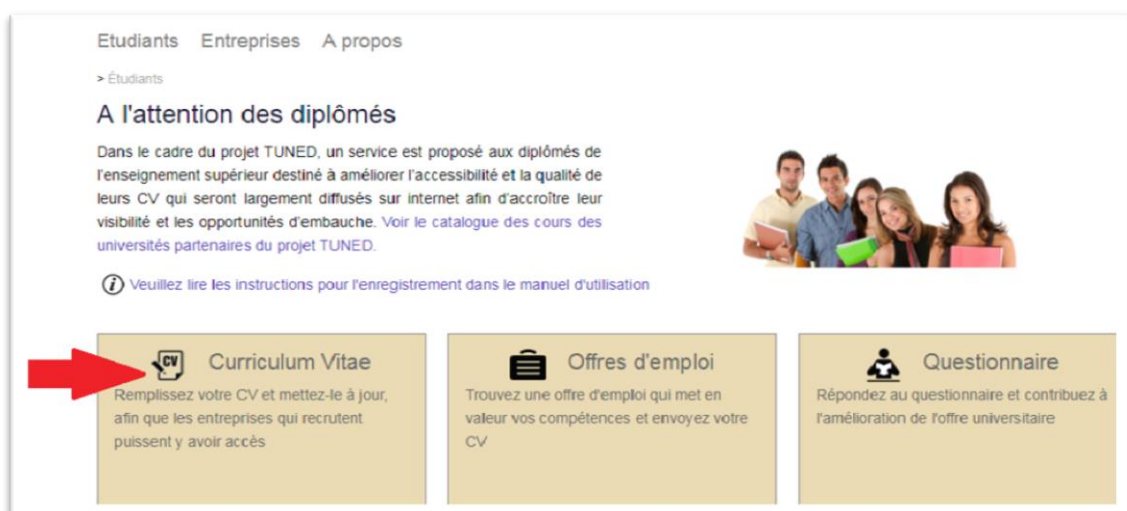 Etudiants Entreprises A propos
> Étudiants
A l'attention des diplômés
Dans le cadre du projet TUNED, un service est proposé aux diplômés de
l'enseignement supérieur destiné à améliorer l'accessibilité et la qualité de
leurs CV qui seront largement diffusés sur internet afin d'accroître leur
visibilité et les opportunités d'embauche. Voir le catalogue des cours des
universités partenaires du projet TUNED.
i Veuillez lire les instructions pour l'enregistrement dans le manuel d'utilisation
CV Curriculum Vitae
Remplissez votre CV et mettez-le à jour,
afin que les entreprises qui recrutent
puissent y avoir accès
Offres d'emploi
Trouvez une offre d'emploi qui met en
valeur vos compétences et envoyez votre
CV
Questionnaire
Répondez au questionnaire et contribuez à
l'amélioration de l'offre universitaire